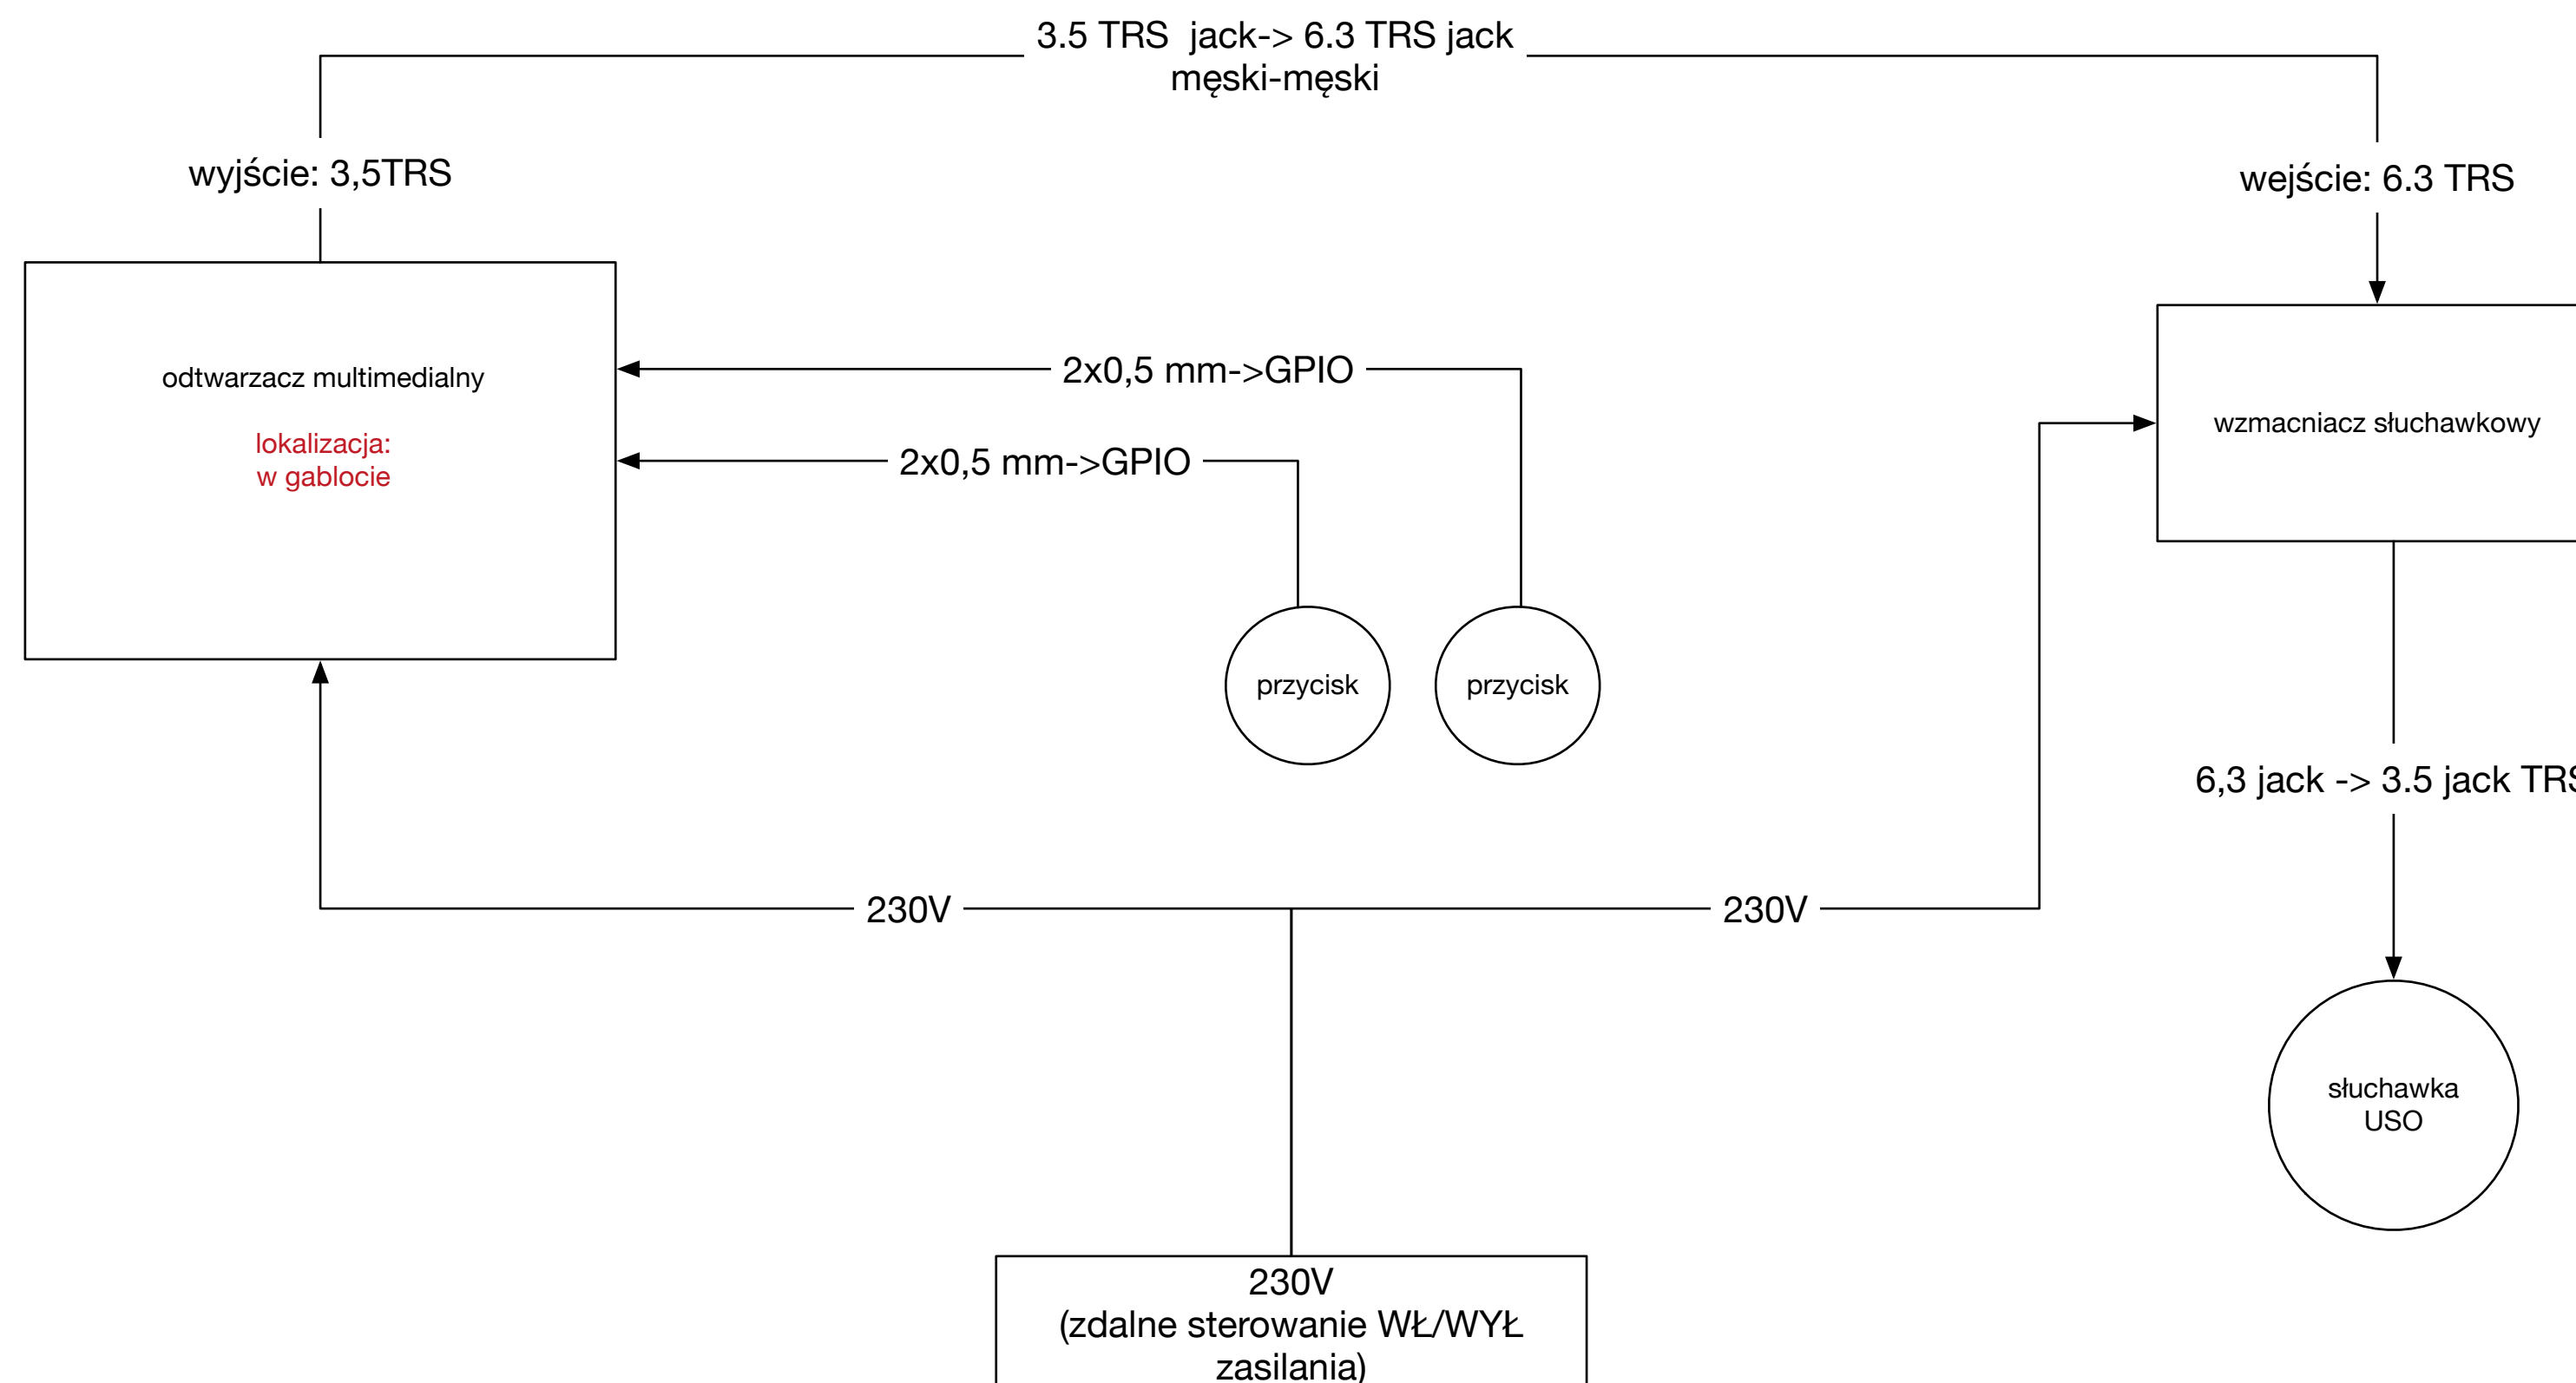 3.5 TRS  jack-> 6.3 TRS jack
męski-męski
wyjście: 3,5TRS
wejście: 6.3 TRS
odtwarzacz multimedialny
lokalizacja:
w gablocie
2x0,5 mm->GPIO
2x0,5 mm->GPIO
wzmacniacz słuchawkowy
przycisk
przycisk
6,3 jack -> 3.5 jack TRS
230V
230V
słuchawka
USO
230V
(zdalne sterowanie WŁ/WYŁ
zasilania)